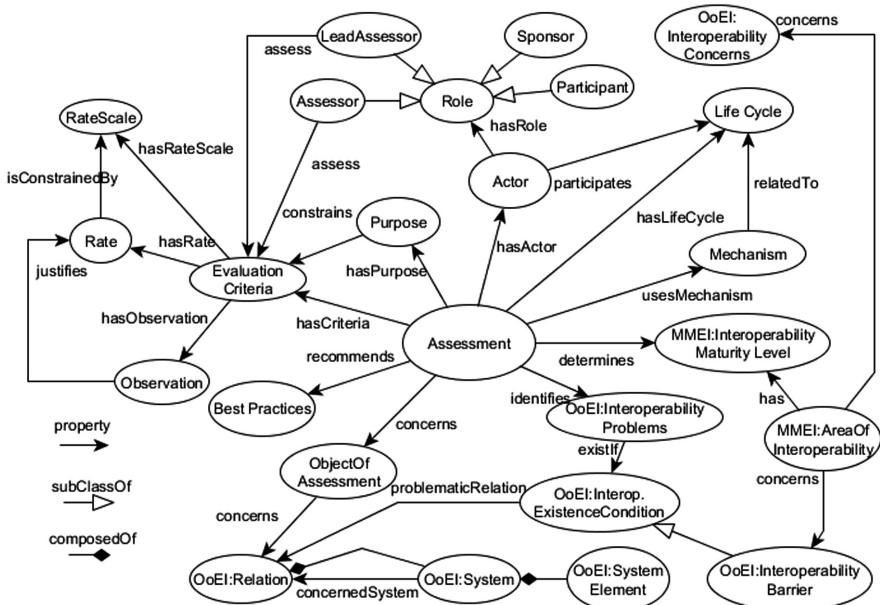 OoEI:
Interoperability
Concerns
concerns
LeadAssessor
Sponsor
assess
Assessor
Role
Participant
RateScale
Life Cycle
hasRateScale
hasRole
assess
isConstrainedBy
Actor
participates
relatedTo
constrains
Purpose
hasLifeCycle
Rate
hasRate
hasActor
Mechanism
justifies
Evaluation
Criteria
hasPurpose
usesMechanism
hasObservation
hasCriteria
Assessment
MMEI:Interoperability
Maturity Level
recommends
determines
Observation
has
Best Practices
identifies
OoEI:Interoperability
Problems
property
concerns
MMEI:AreaOf
Interoperability
existIf
ObjectOf
Assessment
concerns
subClassOf
problematicRelation
OoEI:Interop.
ExistenceCondition
concerns
composedOf
OoEI:Relation
concernedSystem
OoEI:System
OoEI:System
Element
OoEI:Interoperability
Barrier